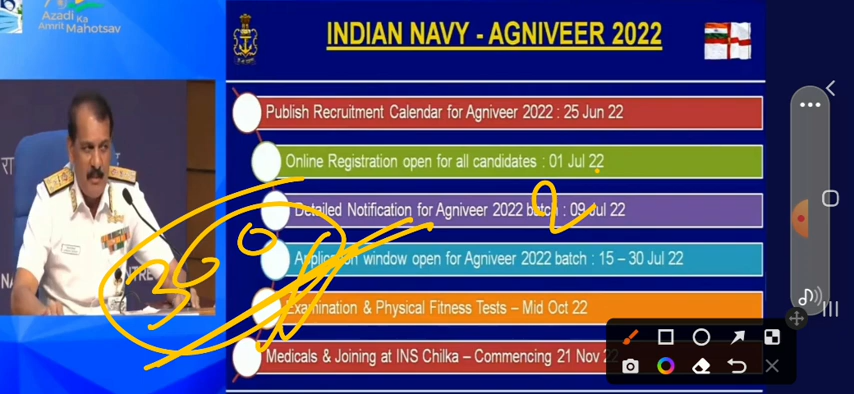 Azadi Ka
Amrit Mahotsav
INDIAN NAVY - AGNIVEER 2022
Publish Recruitment Calendar for Agniveer 2022 : 25 Jun 22
Online Registration open for all candidates : 01 Jul 22
2
Detailed Notification for Agniveer 2022 batch : 09 Jul 22
Application window open for Agniveer 2022 batch : 15 – 30 Jul 22
Examination & Physical Fitness Tests – Mid Oct 22
Medicals & Joining at INS Chilka – Commencing 21 Nov 22